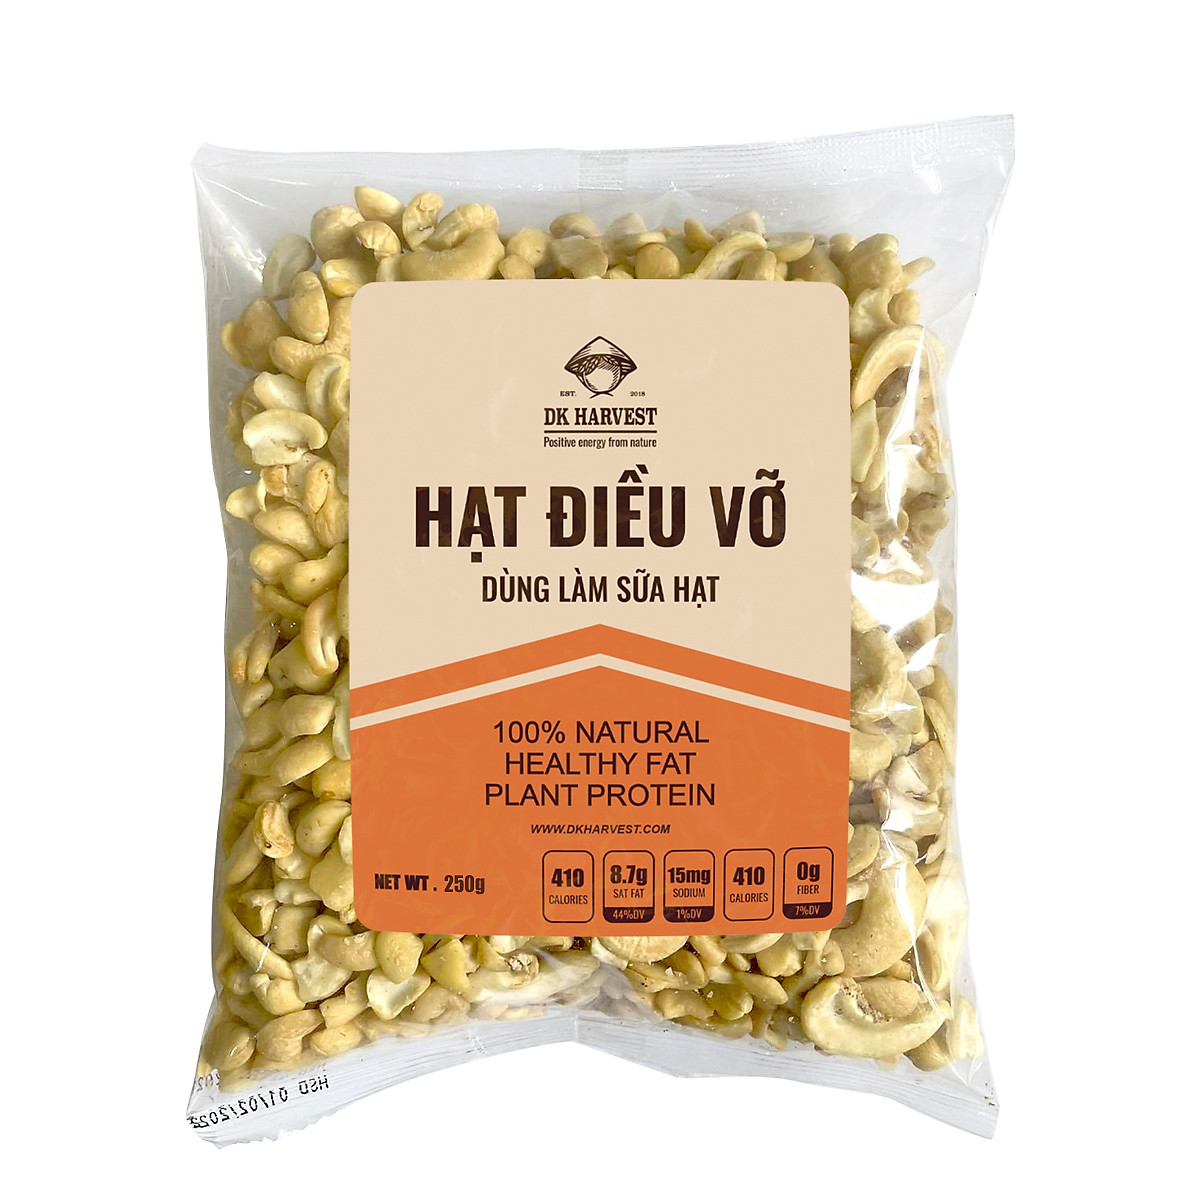 EST. 2018
DK HARVEST
Positive energy from nature
HẠT ĐIỀU VỠ
DÙNG LÀM SỮA HẠT
100% NATURAL
HEALTHY FAT
PLANT PROTEIN
WWW.DKHARVEST.COM
NET WT . 250g
410 CALORIES
8.7g SAT FAT 44%DV
15mg SODIUM 1%DV
410 CALORIES
0g FIBER 7%DV
HSD 01/02/202